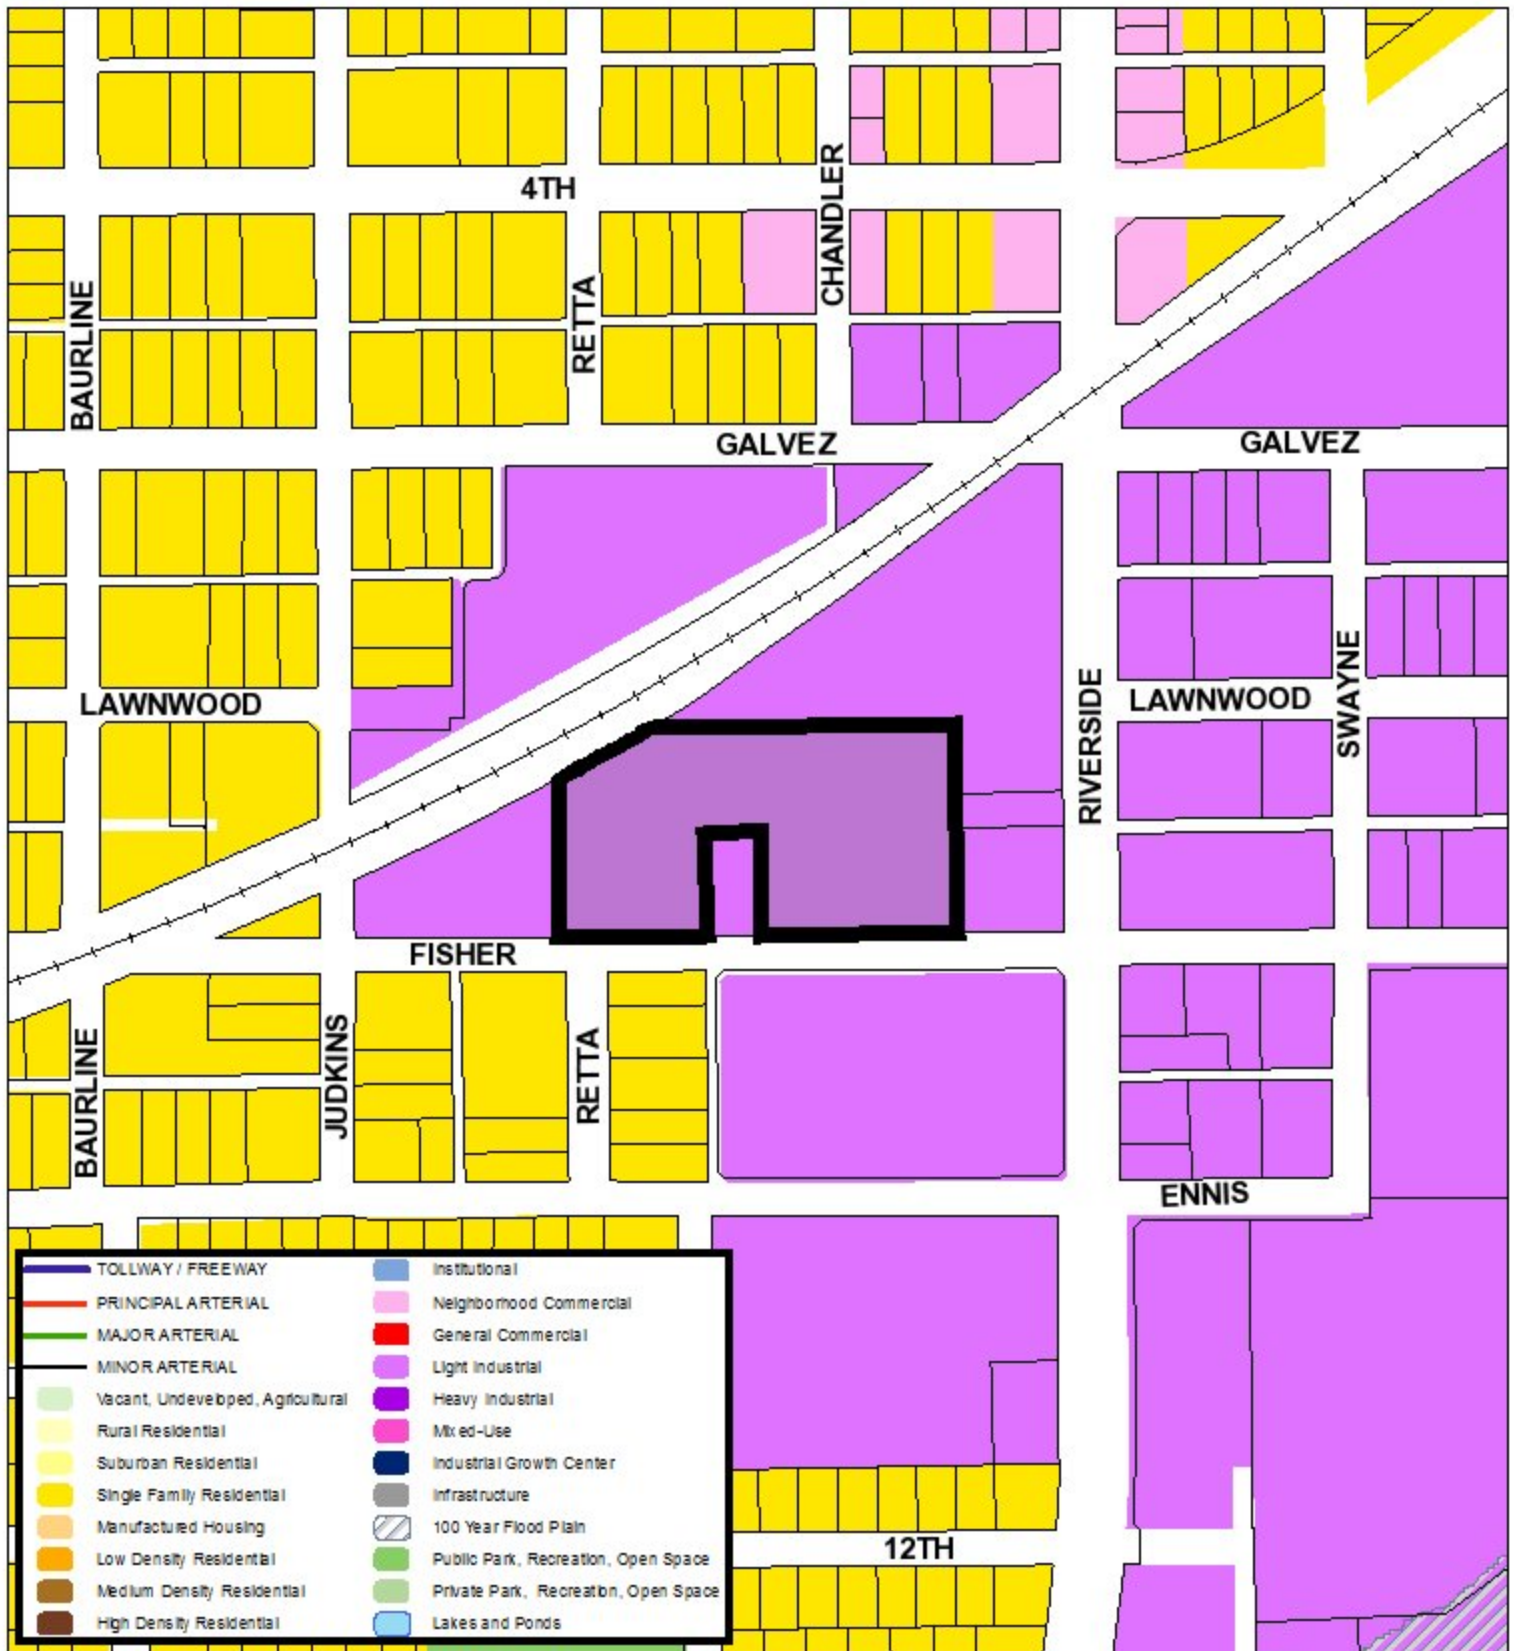 4TH
CHANDLER
BAURLINE
RETTA
GALVEZ
GALVEZ
LAWNWOOD
LAWNWOOD
RIVERSIDE
SWAYNE
FISHER
BAURLINE
JUDKINS
RETTA
ENNIS
12TH
TOLLWAY / FREEWAY
PRINCIPAL ARTERIAL
MAJOR ARTERIAL
MINOR ARTERIAL
Vacant, Undeveloped, Agricultural
Rural Residential
Suburban Residential
Single Family Residential
Manufactured Housing
Low Density Residential
Medium Density Residential
High Density Residential
Institutional
Neighborhood Commercial
General Commercial
Light Industrial
Heavy Industrial
Mixed-Use
Industrial Growth Center
Infrastructure
100 Year Flood Plain
Public Park, Recreation, Open Space
Private Park, Recreation, Open Space
Lakes and Ponds